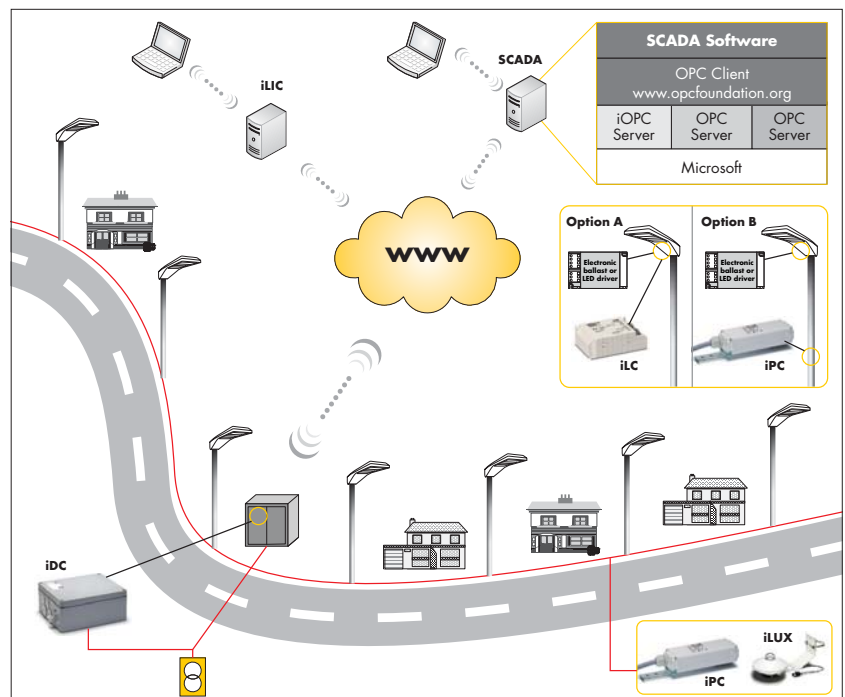 iLIC
SCADA
SCADA Software
OPC Client
www.opcfoundation.org
iOPC
Server
OPC
Server
OPC
Server
Microsoft
www
Option A
Electronic
ballast or
LED driver
iLC
Option B
Electronic
ballast or
LED driver
iPC
iDC
iPC
iLUX